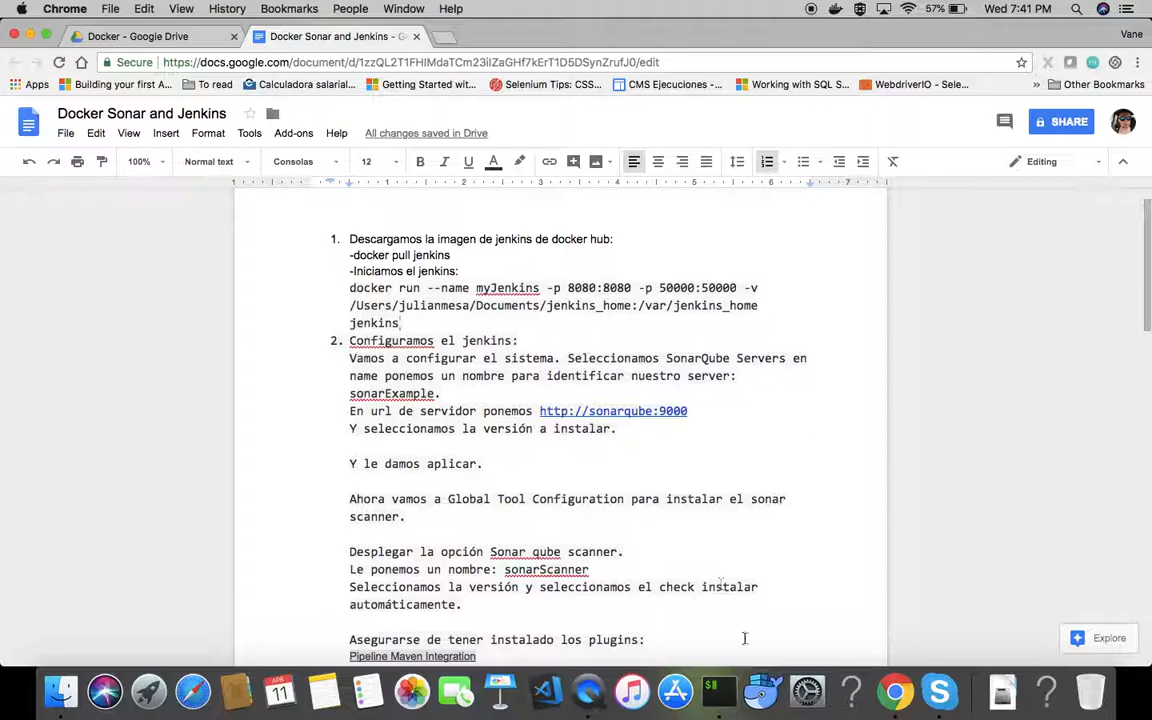 Chrome File Edit View History Bookmarks People Window Help 57% Wed 7:41 PM
Docker - Google Drive Docker Sonar and Jenkins - G Vane
Secure https://docs.google.com/document/d/
Apps Building your first A... To read Calculadora salarial... Getting Started wit... Selenium Tips: CSS... CMS Ejecuciones -... Working with SQL S... WebdriverIO - Sele... » Other Bookmarks
Docker Sonar and Jenkins
File Edit View Insert Format Tools Add-ons Help All changes saved in Drive SHARE
100% Normal text Consolas 12 B I U A Editing
1 1 2 3 4 5 6 7
1. Descargamos la imagen de jenkins de docker hub:
-docker pull jenkins
-Iniciamos el jenkins:
docker run --name myJenkins -p 8080:8080 -p 50000:50000 -v
/Users/julianmesa/Documents/jenkins_home:/var/jenkins_home
jenkins
2. Configuramos el jenkins:
Vamos a configurar el sistema. Seleccionamos SonarQube Servers en
name ponemos un nombre para identificar nuestro server:
sonarExample.
En url de servidor ponemos http://sonarqube:9000
Y seleccionamos la versión a instalar.
Y le damos aplicar.
Ahora vamos a Global Tool Configuration para instalar el sonar
scanner.
Desplegar la opción Sonar qube scanner.
Le ponemos un nombre: sonarScanner
Seleccionamos la versión y seleccionamos el check instalar
automáticamente.
Asegurarse de tener instalado los plugins:
Pipeline Maven Integration
Explore